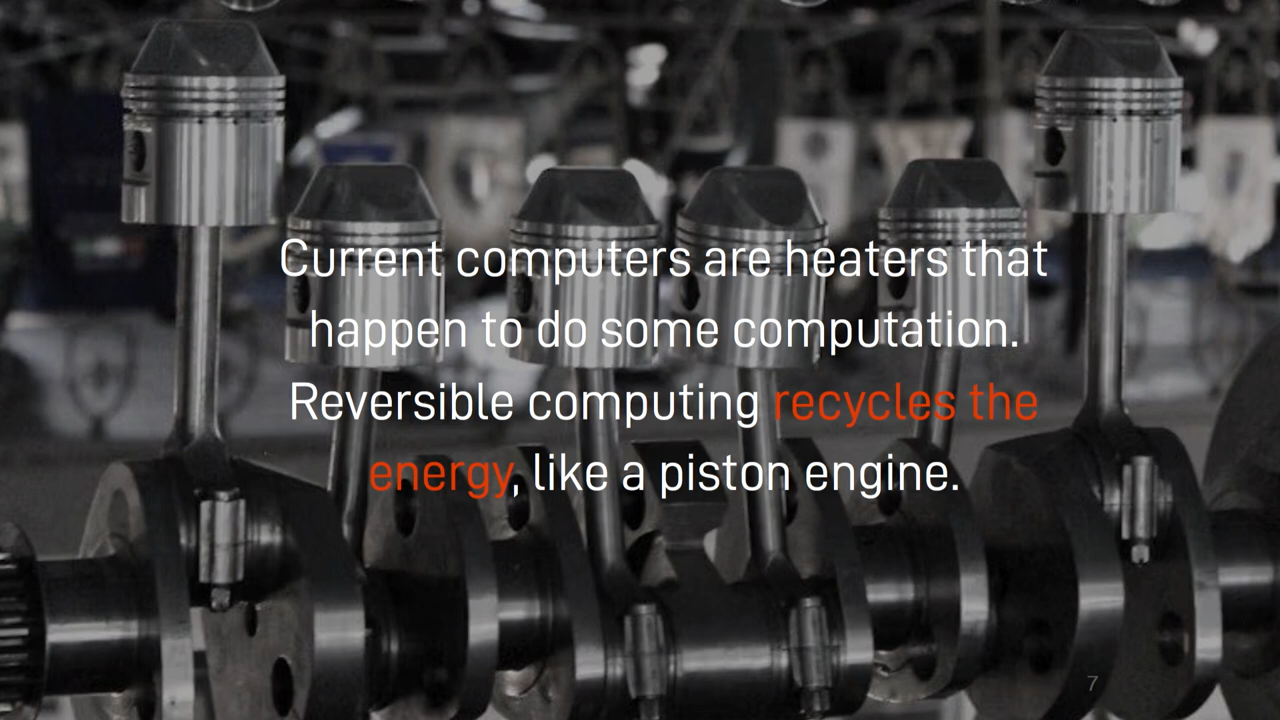 Current computers are heaters that
happen to do some computation.
Reversible computing recycles the
energy, like a piston engine.
7